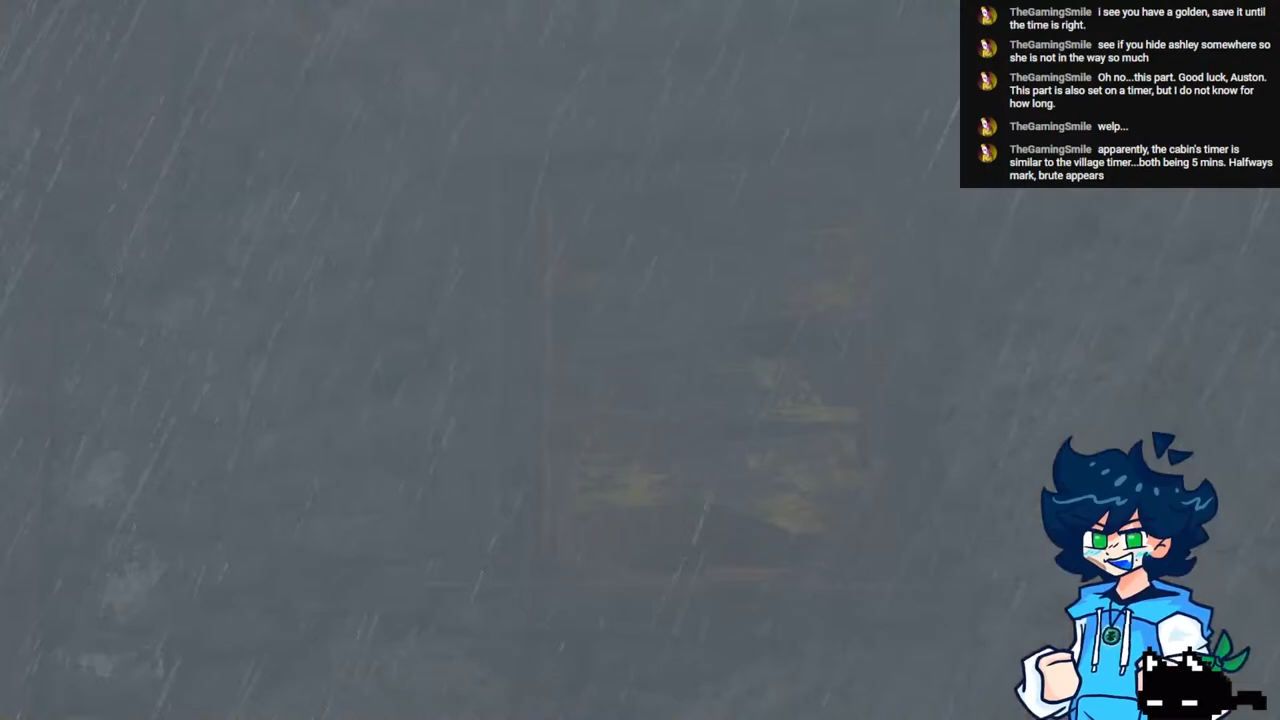 TheGamingSmile i see you have a golden, save it until
the time is right.
TheGamingSmile see if you hide ashley somewhere so
she is not in the way so much
TheGamingSmile Oh no...this part. Good luck, Auston.
This part is also set on a timer, but I do not know for
how long.
TheGamingSmile welp...
TheGamingSmile apparently, the cabin's timer is
similar to the village timer...both being 5 mins. Halfways
mark, brute appears